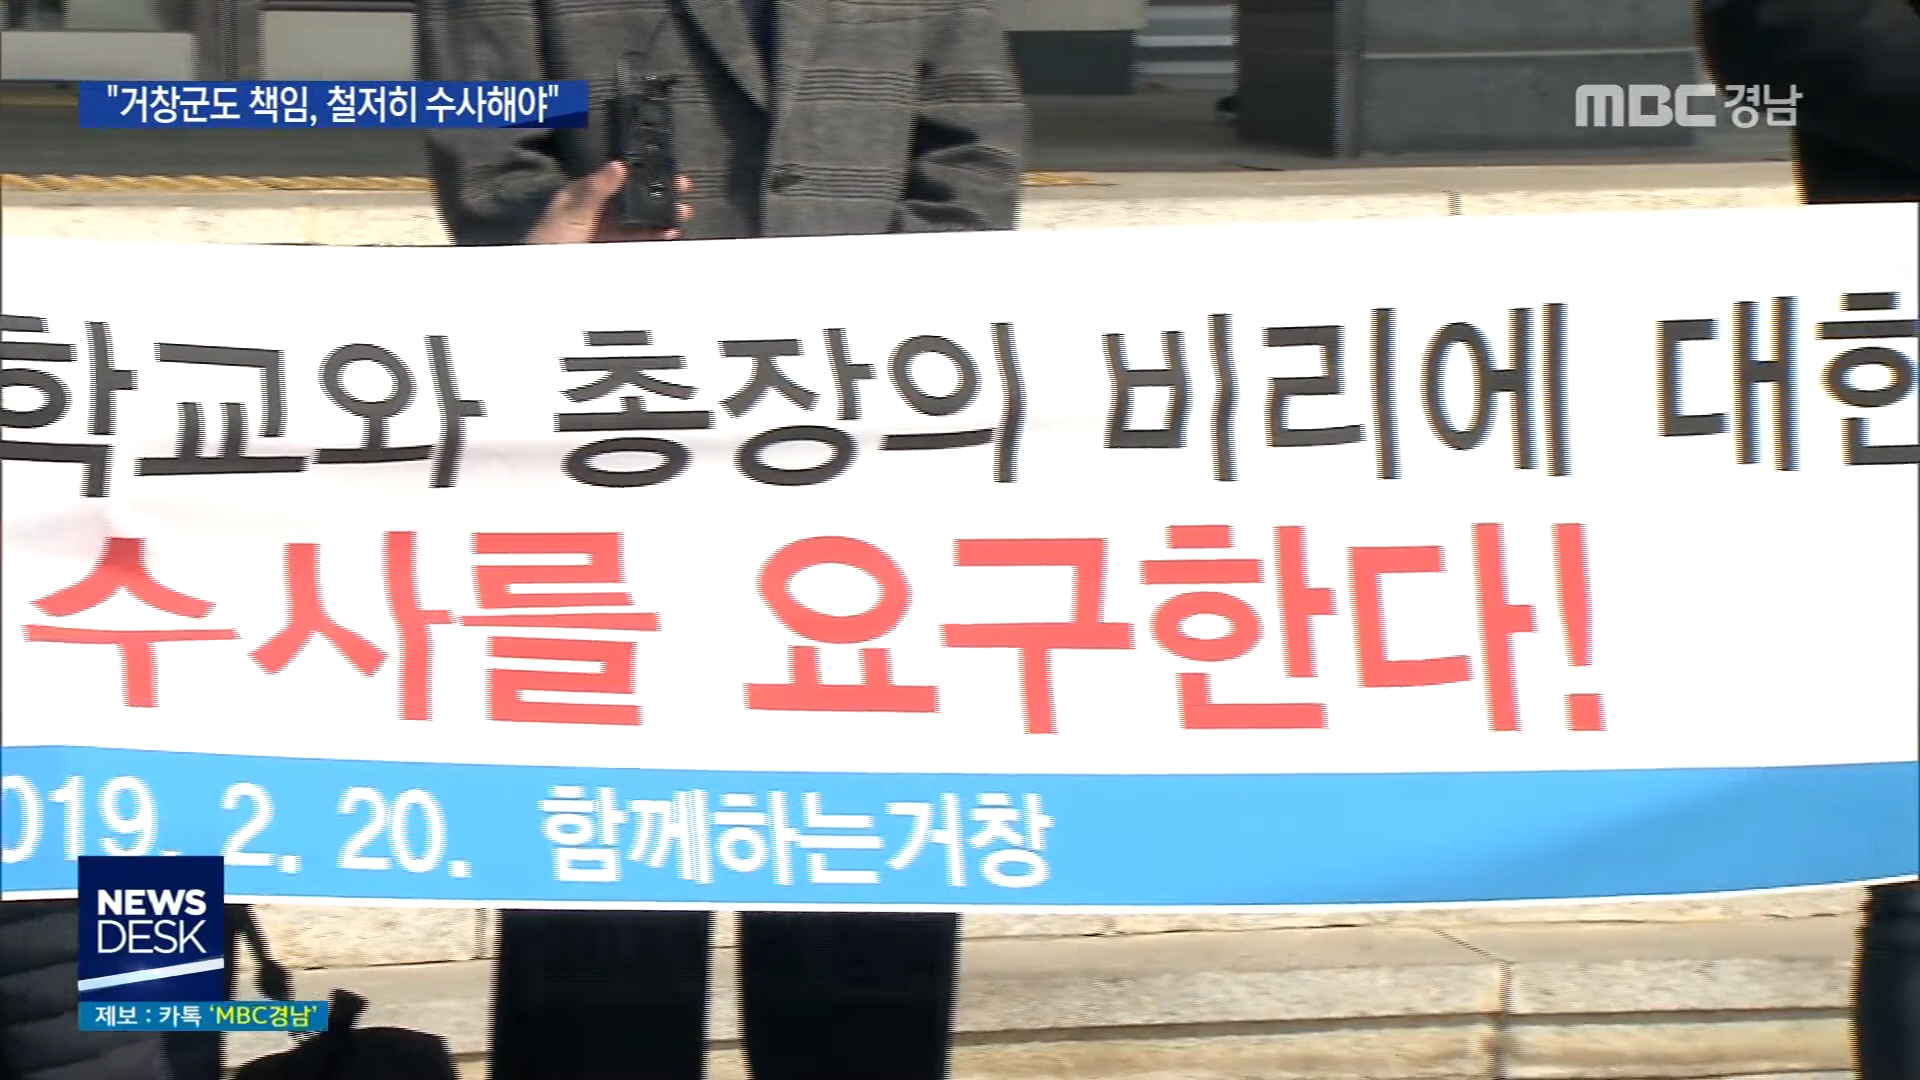 "거창군도 책임, 철저히 수사해야"
MBC경남
학교와 총장의 비리에 대한
수사를 요구한다!
019. 2. 20. 함께하는거창
NEWS
DESK
제보 : 카톡 'MBC경남'